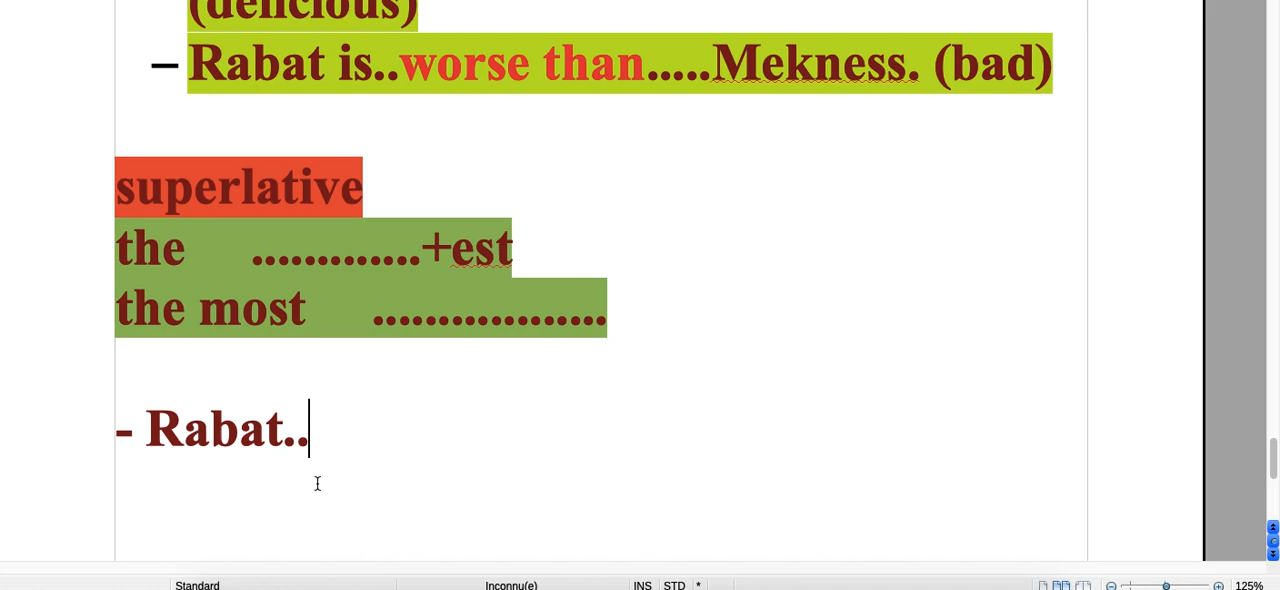 (delicious)
– Rabat is..worse than.....Mekness. (bad)
superlative
the .............+est
the most ..................
- Rabat..
Standard Inconnu(e) INS STD * 125%